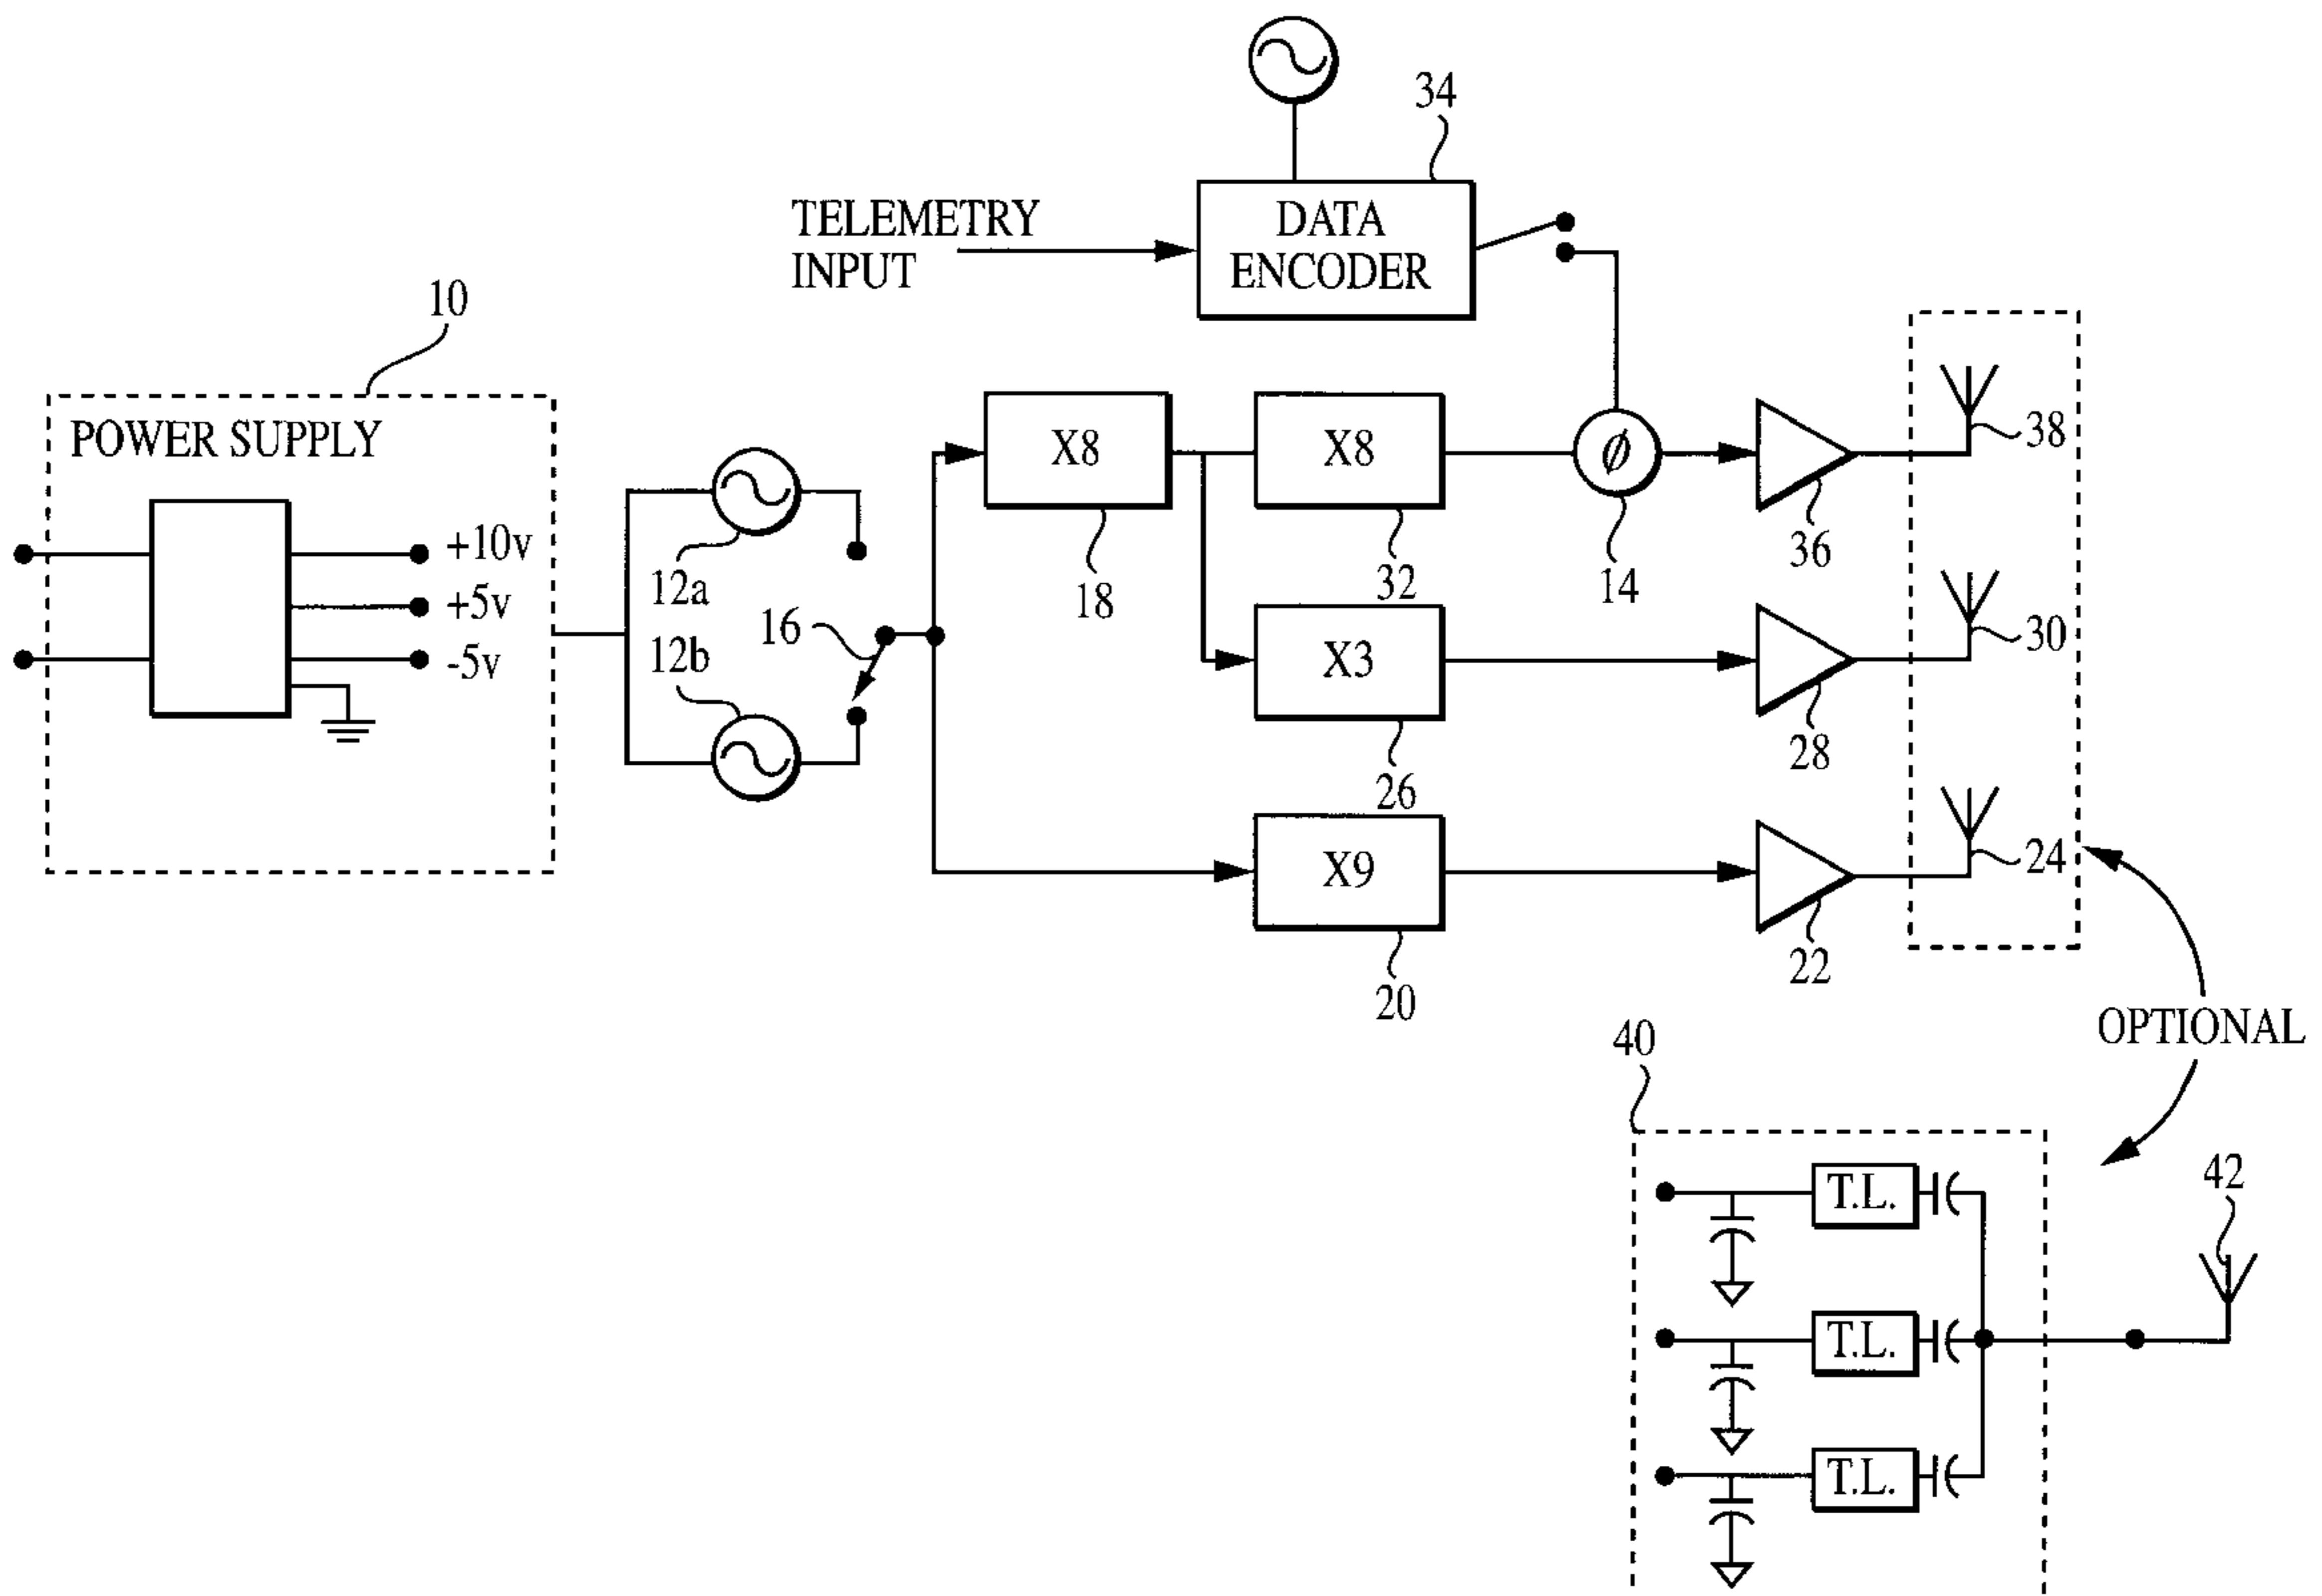 34
TELEMETRY
INPUT
DATA
ENCODER
10
POWER SUPPLY
+10v
+5v
-5v
12a
12b
16
X8
18
X8
32
ϕ
14
36
38
X3
26
28
30
X9
20
22
24
OPTIONAL
40
T.L.
T.L.
T.L.
42